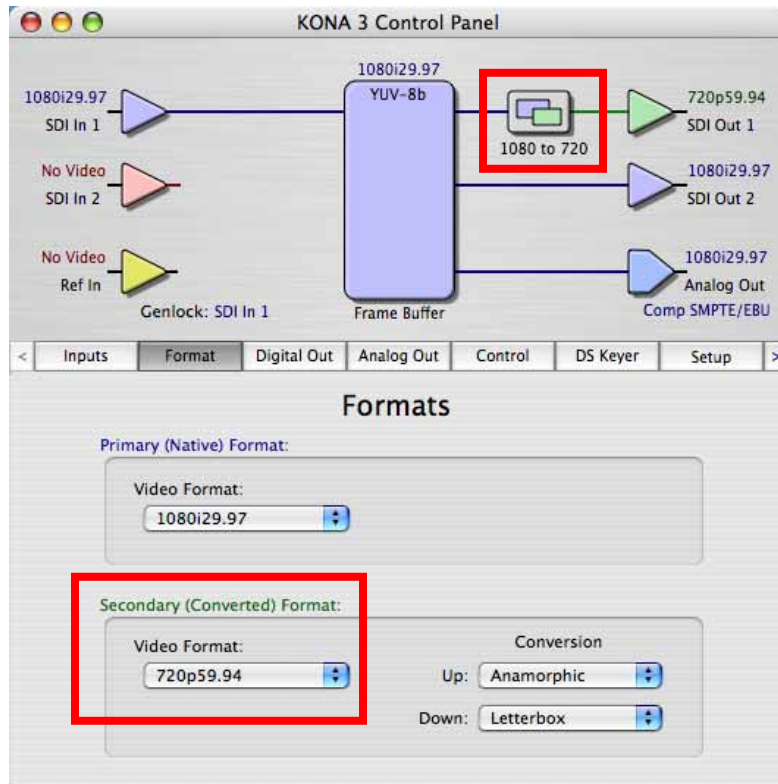 KONA 3 Control Panel
1080i29.97
SDI In 1
No Video
SDI In 2
No Video
Ref In
Genlock: SDI In 1
1080i29.97
YUV-8b
Frame Buffer
1080 to 720
720p59.94
SDI Out 1
1080i29.97
SDI Out 2
1080i29.97
Analog Out
Comp SMPTE/EBU
< Inputs Format Digital Out Analog Out Control DS Keyer Setup >
Formats
Primary (Native) Format:
Video Format:
1080i29.97
Secondary (Converted) Format:
Video Format:
720p59.94
Conversion
Up: Anamorphic
Down: Letterbox